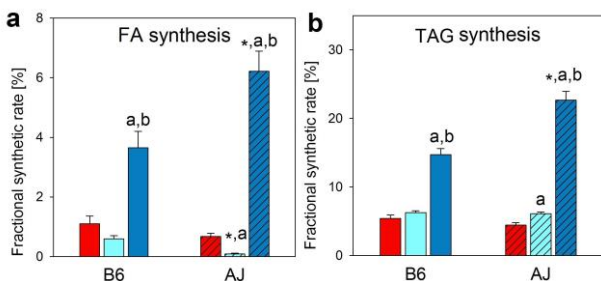 a
FA synthesis
Fractional synthetic rate [%]
8
6
4
2
0
a,b
*,a
*,a,b
B6
AJ
b
TAG synthesis
Fractional synthetic rate [%]
30
20
10
0
a,b
a
*,a,b
B6
AJ